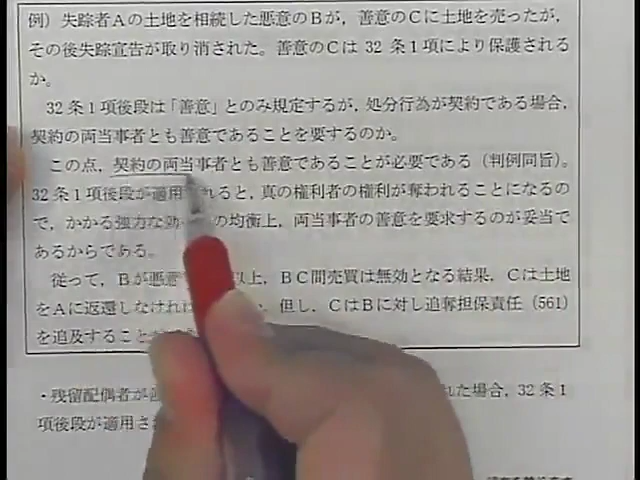 例）失踪者Aの土地を相続した悪意のBが，善意のCに土地を売ったが，
その後失踪宣告が取り消された。善意のCは 32 条1項により保護される
か。
32 条1項後段は「善意」とのみ規定するが，処分行為が契約である場合，
契約の両当事者とも善意であることを要するのか。
この点，契約の両当事者とも善意であることが必要である（判例同旨）。
32 条1項後段が適用 れると，真の権利者の権利が奪われることになるの
で，かかる強力な効 の均衡上，両当事者の善意を要求するのが妥当で
あるからである。
従って，Bが悪意 以上，BC間売買は無効となる結果，Cは土地
をAに返還しなけれ 但し，CはBに対し追奪担保責任（561）
を追及すること
・残留配偶者が れた場合，32 条1
項後段が適用さ